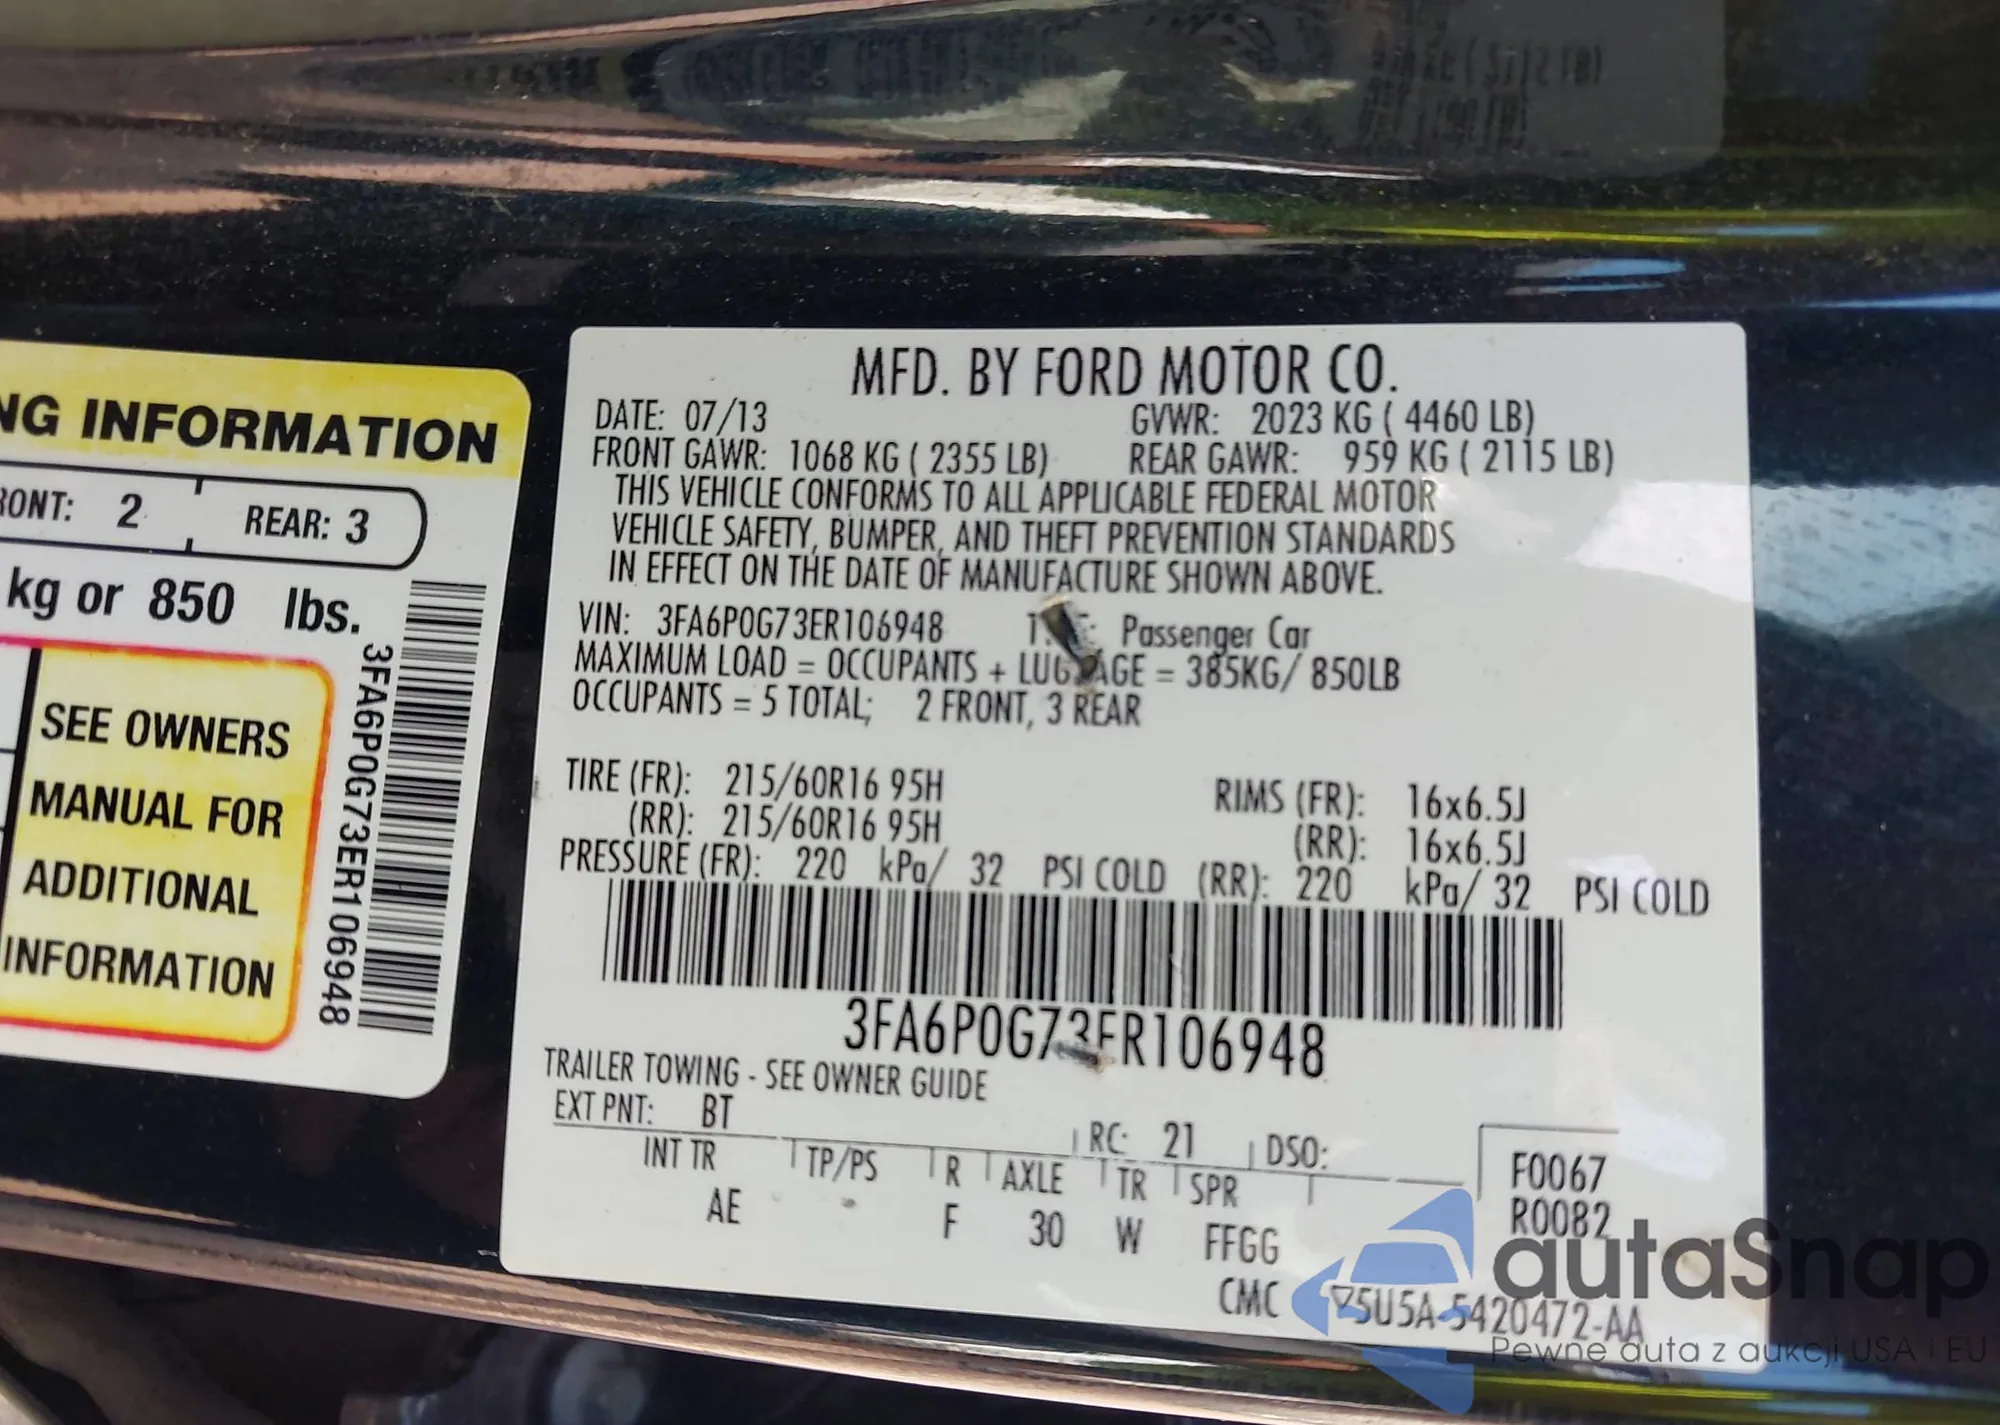 NG INFORMATION
RONT: 2 REAR: 3
kg or 850 lbs.
SEE OWNERS
MANUAL FOR
ADDITIONAL
INFORMATION
3FA6P0G73ER106948
MFD. BY FORD MOTOR CO.
DATE: 07/13 GVWR: 2023 KG ( 4460 LB)
FRONT GAWR: 1068 KG ( 2355 LB) REAR GAWR: 959 KG ( 2115 LB)
THIS VEHICLE CONFORMS TO ALL APPLICABLE FEDERAL MOTOR
VEHICLE SAFETY, BUMPER, AND THEFT PREVENTION STANDARDS
IN EFFECT ON THE DATE OF MANUFACTURE SHOWN ABOVE.
VIN: 3FA6P0G73ER106948 Passenger Car
MAXIMUM LOAD = OCCUPANTS + LUGGAGE = 385KG/ 850LB
OCCUPANTS = 5 TOTAL; 2 FRONT, 3 REAR
TIRE (FR): 215/60R16 95H RIMS (FR): 16x6.5J
(RR): 215/60R16 95H (RR): 16x6.5J
PRESSURE (FR): 220 kPa/ 32 PSI COLD (RR): 220 kPa/ 32 PSI COLD
3FA6P0G73ER106948
TRAILER TOWING - SEE OWNER GUIDE
EXT PNT: BT RC: 21 DSO:
INT TR TP/PS R AXLE TR SPR F0067
AE F 30 W FFGG R0082
CMC 5U5A-5420472-AA
autaSnap
Pewne auta z aukcji USA i EU